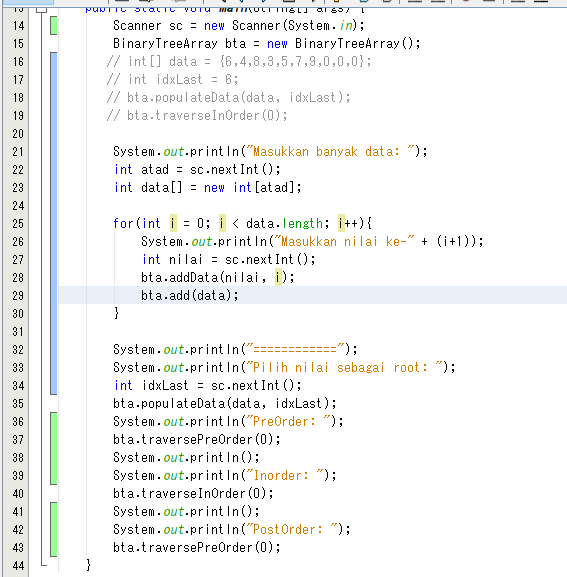 13 public static void main(String[] args) {
14 Scanner sc = new Scanner(System.in);
15 BinaryTreeArray bta = new BinaryTreeArray();
16 // int[] data = {6,4,8,3,5,7,9,0,0,0};
17 // int idxLast = 6;
18 // bta.populateData(data, idxLast);
19 // bta.traverseInOrder(0);
20
21 System.out.println("Masukkan banyak data: ");
22 int atad = sc.nextInt();
23 int data[] = new int[atad];
24
25 for(int i = 0; i < data.length; i++){
26 System.out.println("Masukkan nilai ke-" + (i+1));
27 int nilai = sc.nextInt();
28 bta.addData(nilai, i);
29 bta.add(data);
30 }
31
32 System.out.println("============");
33 System.out.println("Pilih nilai sebagai root: ");
34 int idxLast = sc.nextInt();
35 bta.populateData(data, idxLast);
36 System.out.println("PreOrder: ");
37 bta.traversePreOrder(0);
38 System.out.println();
39 System.out.println("Inorder: ");
40 bta.traverseInOrder(0);
41 System.out.println();
42 System.out.println("PostOrder: ");
43 bta.traversePreOrder(0);
44 }